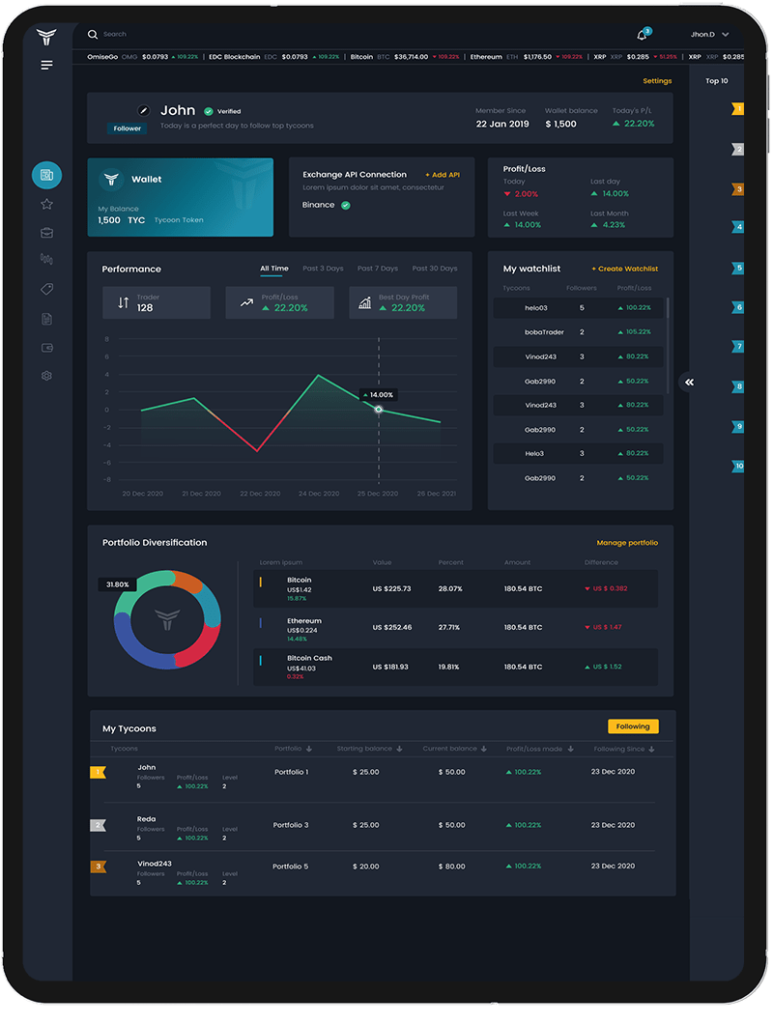 Search
3
Jhon.D
OmiseGo CMG $0.0793 109.22% | EDC Blockchain EDC $0.0793 109.22% | Bitcoin BTC $36,714.00 109.22% | Ethereum ETH $1,176.50 109.22% | XRP XRP $0.285 51.25% | XRP XRP $0.285
Settings
Top 10
John Verified
Follower
Today is a perfect day to follow top tycoons
Member Since Wallet balance Today's P/L
22 Jan 2019 $ 1,500 22.20%
Wallet
My Balance
1,500 TYC Tycoon Token
Exchange API Connection + Add API
Lorem ipsum dolor sit amet, consectetur
Binance
Profit/Loss
Today Last day
2.00% 14.00%
Last Week Last Month
14.00% 4.23%
Performance All Time Past 3 Days Past 7 Days Past 30 Days
Trader
128
Profit/Loss
22.20%
Best Day Profit
22.20%
8
6
4
2
0
-2
-4
-6
-8
14.00%
20 Dec 2020 21 Dec 2020 22 Dec 2020 24 Dec 2020 25 Dec 2020 26 Dec 2021
My watchlist + Create Watchlist
Tycoons Followers Profit/Loss
helo03 5 100.22%
bobaTrader 2 105.22%
Vinod243 3 80.22%
Gab2990 2 50.22%
Vinod243 3 80.22%
Gab2990 2 50.22%
Helo3 3 80.22%
Gab2990 2 50.22%
1
2
3
4
5
6
7
8
9
10
Portfolio Diversification Manage portfolio
31.80%
Lorem ipsum Value Percent Amount Difference
Bitcoin
US$1.42
15.87%
US $225.73 28.07% 180.54 BTC US $ 0.382
Ethereum
US$0.224
14.48%
US $252.46 27.71% 180.54 BTC US $ 1.47
Bitcoin Cash
US$41.03
0.32%
US $181.93 19.81% 180.54 BTC US $ 1.52
My Tycoons Following
Tycoons Portfolio Starting balance Current balance Profit/Loss made Following Since
1 John
Followers Profit/Loss Level
5 100.22% 2
Portfolio 1 $ 25.00 $ 50.00 100.22% 23 Dec 2020
2 Reda
Followers Profit/Loss Level
5 100.22% 2
Portfolio 3 $ 25.00 $ 50.00 100.22% 23 Dec 2020
3 Vinod243
Followers Profit/Loss Level
5 100.22% 2
Portfolio 5 $ 20.00 $ 80.00 100.22% 23 Dec 2020